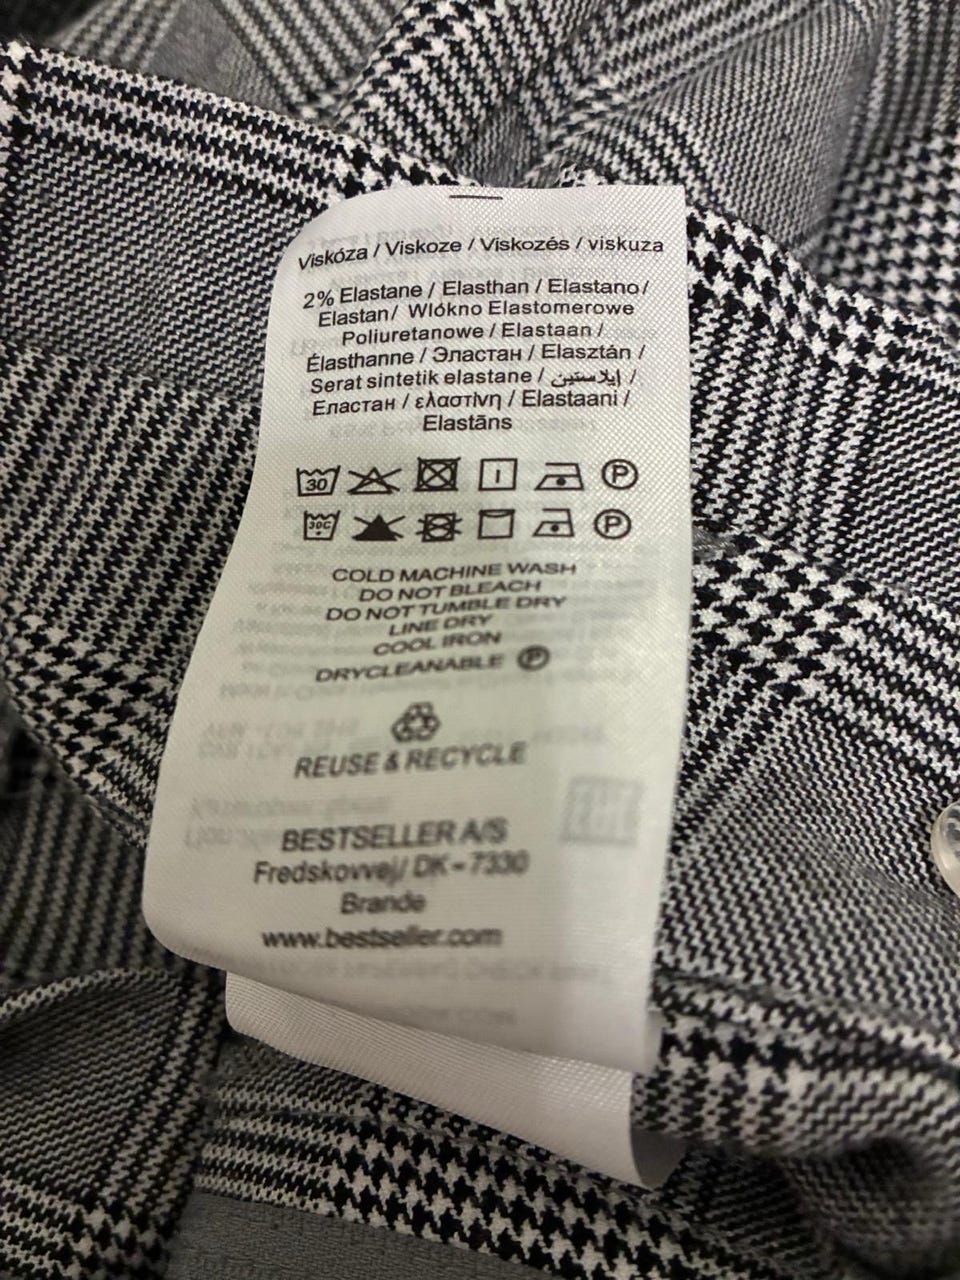 Viskóza / Viskoze / Viskozés / viskuza
2% Elastane / Elasthan / Elastano /
Elastan / Wlókno Elastomerowe
Poliuretanowe / Elastaan /
Élasthanne / Эластан / Elasztán /
Serat sintetik elastane / إيلاستين /
Еластан / ελαστίνη / Elastaani /
Elastāns
30 P
30C P
COLD MACHINE WASH
DO NOT BLEACH
DO NOT TUMBLE DRY
LINE DRY
COOL IRON
DRYCLEANABLE P
REUSE & RECYCLE
BESTSELLER A/S
Fredskovvej/ DK-7330
Brande
www.bestseller.com